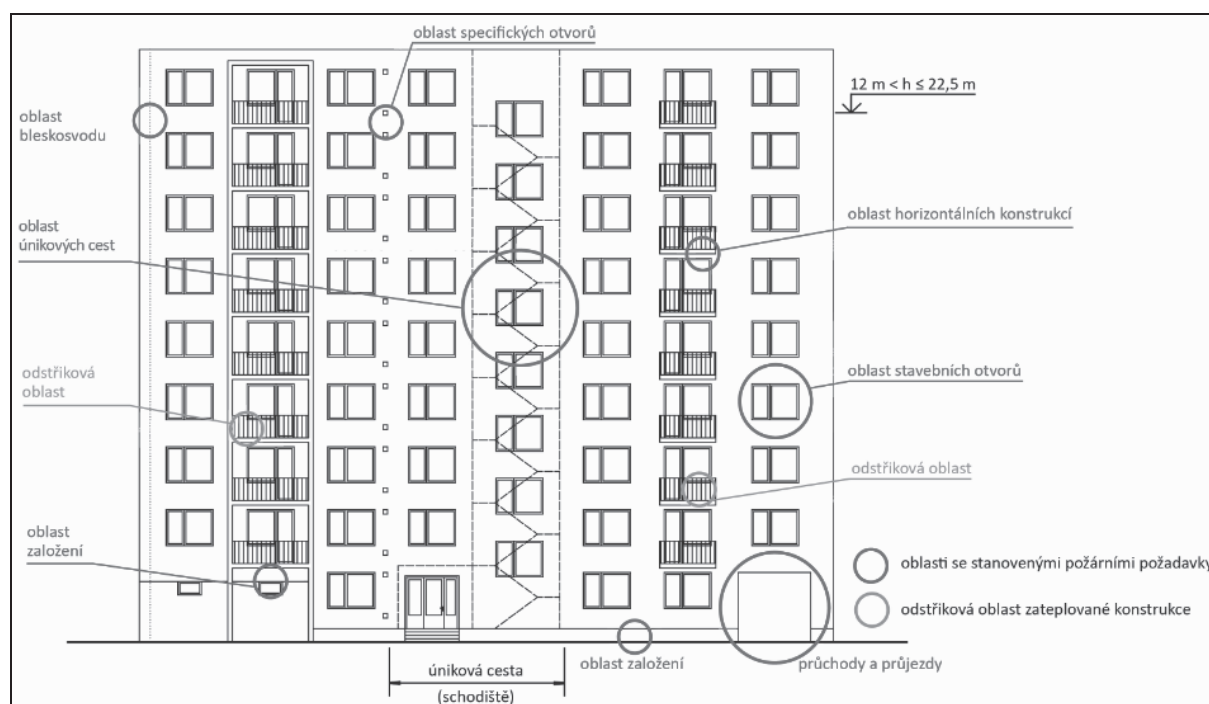 oblast specifických otvorů
12 m < h ≤ 22,5 m
oblast
bleskosvodu
oblast
únikových cest
oblast horizontálních konstrukcí
odstřiková
oblast
oblast stavebních otvorů
odstřiková oblast
oblast
založení
oblasti se stanovenými požárními požadavky
odstřiková oblast zateplované konstrukce
oblast založení
průchody a průjezdy
úniková cesta
(schodiště)